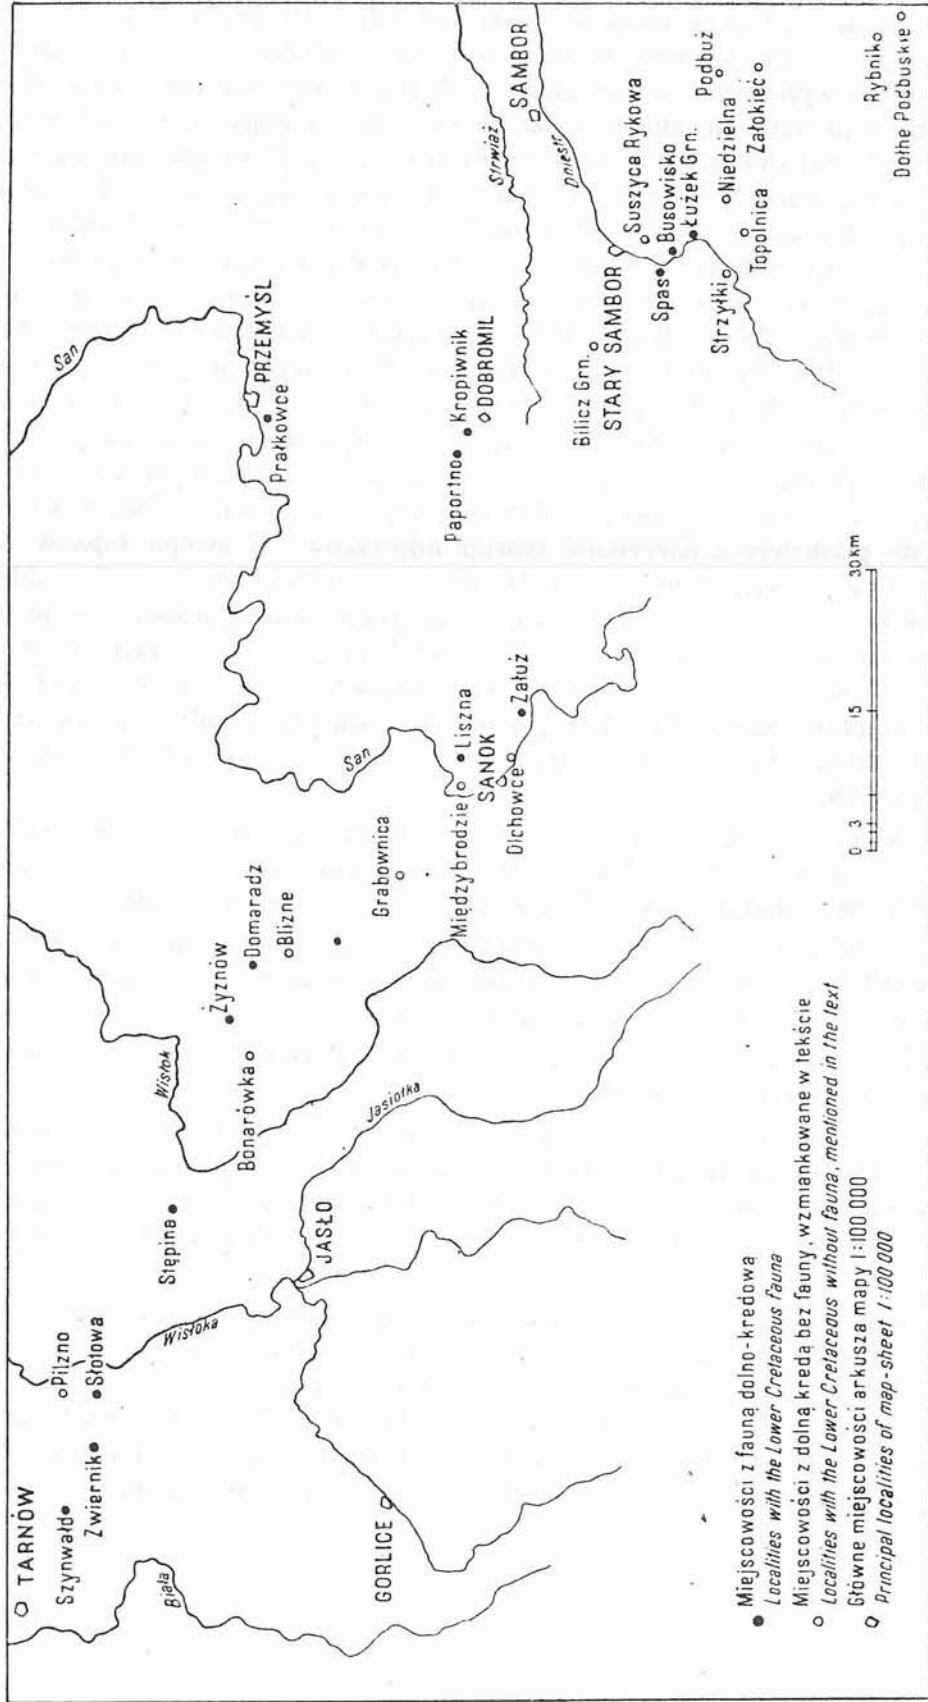 TARNÓW
Szynwałd
Zwiernik
Pilzno
Słotowa
Biała
Wisłoka
Stępina
GORLICE
JASŁO
Jasiołka
Wisłok
Bonarówka
Żyznów
Domaradz
Blizne
Grabownica
Międzybrodzie
Liszna
SANOK
Olchowce
Załuż
San
San
PRZEMYŚL
Prałkowce
Paportno
Kropiwnik
DOBROMIL
Strwiąż
SAMBOR
Dniestr
Bilicz Grn.
STARY SAMBOR
Suszyca Rykowa
Spas
Busowisko
Łużek Grn.
Strzyłki
Topolnica
Niedzielna
Podbuż
Załokieć
Rybnik
Dołhe Podbuskie
0 3 15 30 km
Miejscowości z fauną dolno-kredową
Localities with the Lower Cretaceous fauna
Miejscowości z dolną kredą bez fauny, wzmiankowane w tekście
Localities with the Lower Cretaceous without fauna, mentioned in the text
Główne miejscowości arkusza mapy 1:100 000
Principal localities of map-sheet 1:100 000